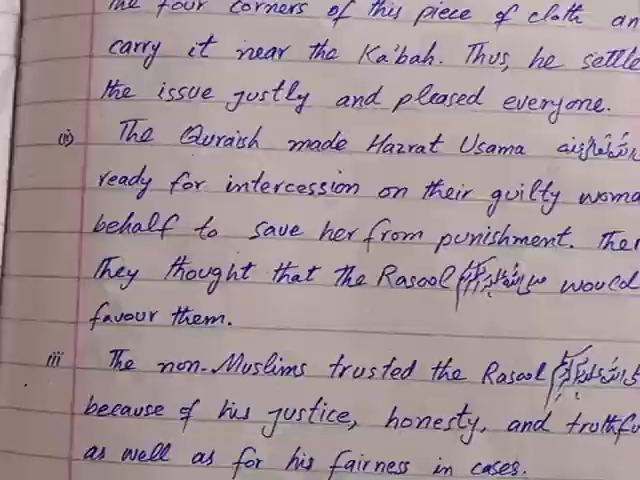 the four corners of this piece of cloth an
carry it near the Ka'bah. Thus, he settle
the issue justly and pleased everyone.
(ii) The Quraish made Hazrat Usama
ready for intercession on their guilty woma
behalf to save her from punishment. The
They thought that the Rasool would
favour them.
iii The non-Muslims trusted the Rasool
because of his justice, honesty, and truthfu
as well as for his fairness in cases.